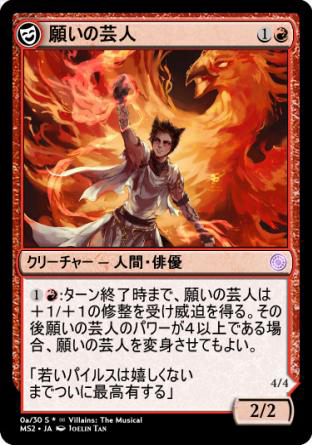 願いの芸人 1
クリーチャー — 人間・俳優
1:ターン終了時まで、願いの芸人は
+1/+1の修整を受け威迫を得る。その
後願いの芸人のパワーが4以上である場
合、願いの芸人を変身させてもよい。
「若いパイルスは嬉しくない
までついに最高有する」
4/4
2/2
0a/30 S * ∞ Villains: The Musical
MS2 • JA JOELIN TAN